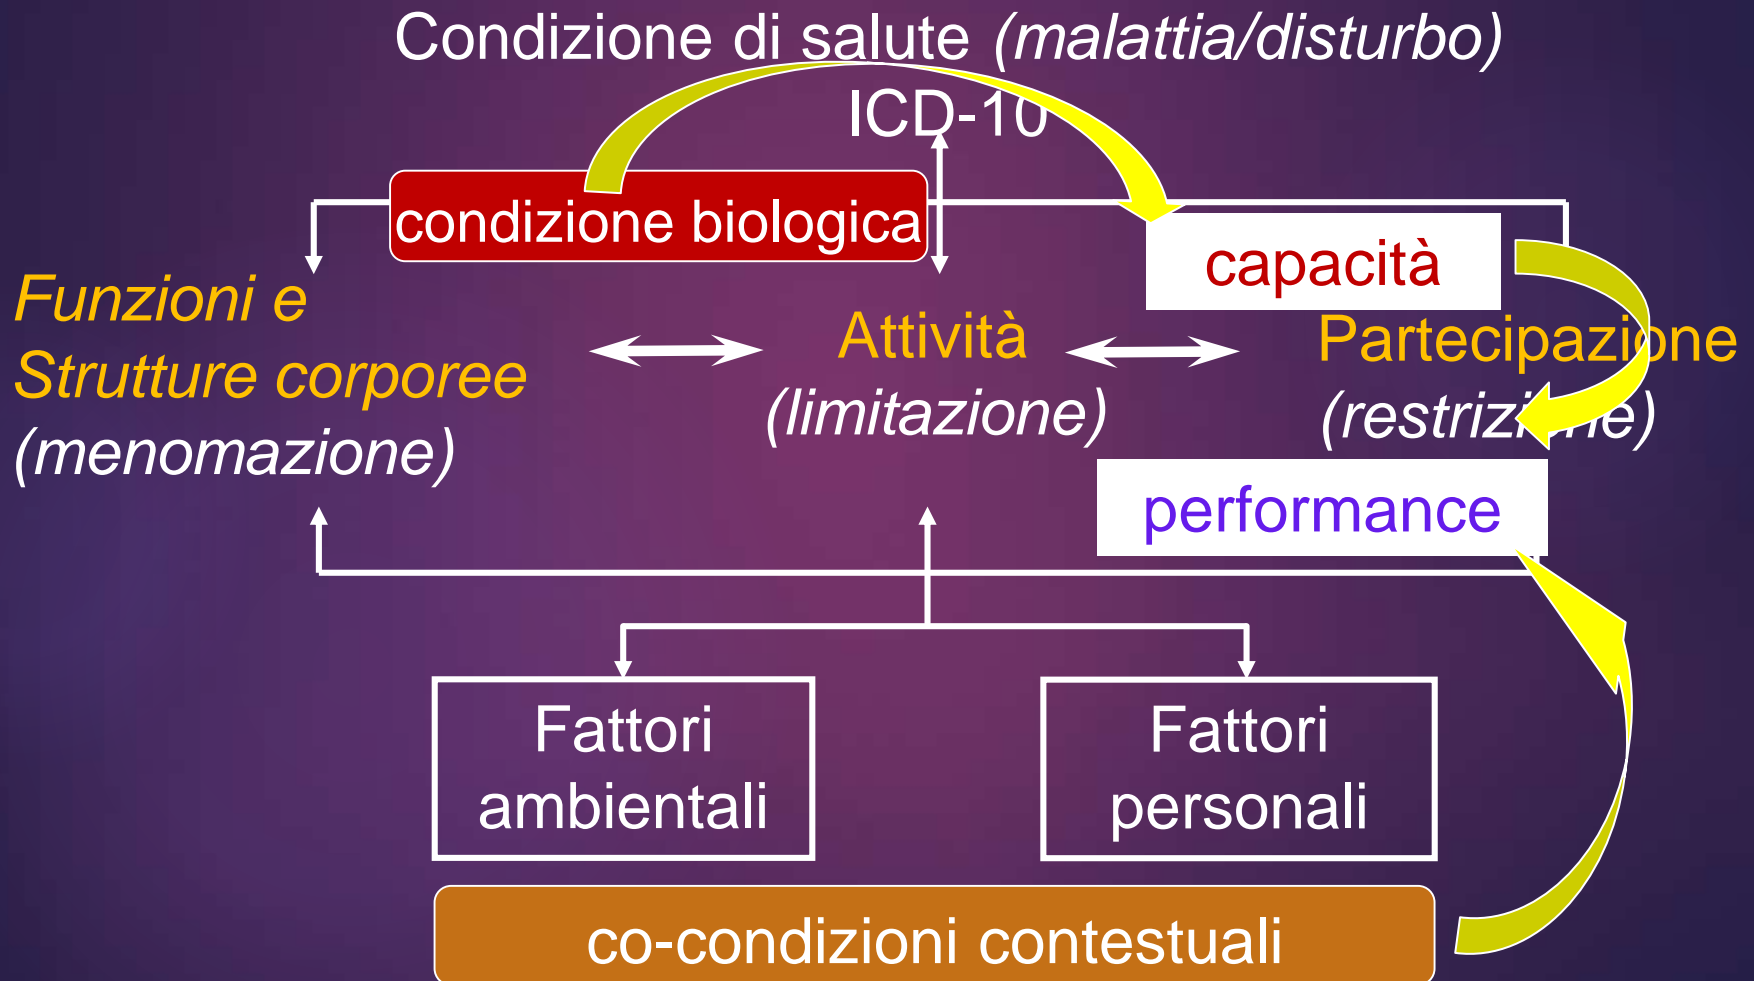 Condizione di salute (malattia/disturbo)
ICD-10
condizione biologica
capacità
Funzioni e
Strutture corporee
(menomazione)
Attività
(limitazione)
Partecipazione
(restrizione)
performance
Fattori
ambientali
Fattori
personali
co-condizioni contestuali